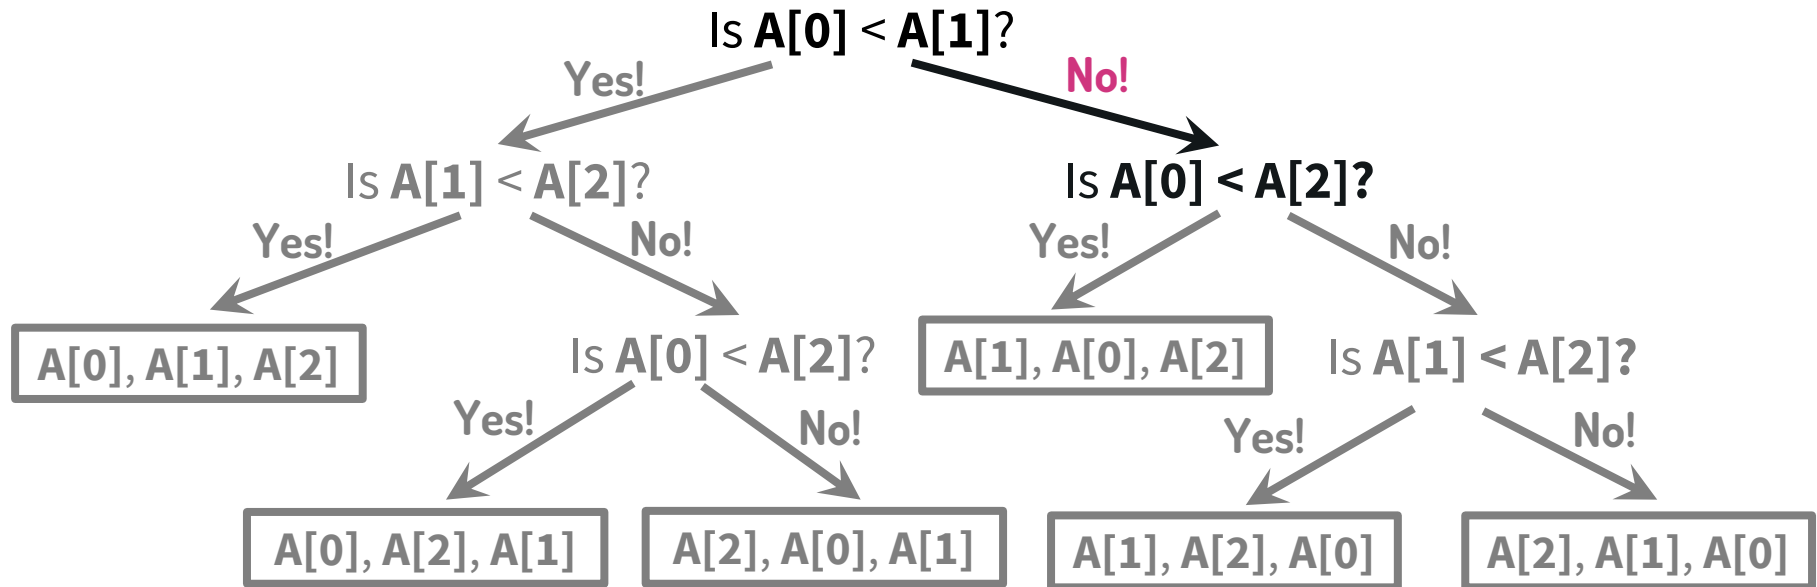 Is A[0] < A[1]?
Yes!
No!
Is A[1] < A[2]?
Is A[0] < A[2]?
Yes!
No!
Yes!
No!
A[0], A[1], A[2]
Is A[0] < A[2]?
A[1], A[0], A[2]
Is A[1] < A[2]?
Yes!
No!
Yes!
No!
A[0], A[2], A[1]
A[2], A[0], A[1]
A[1], A[2], A[0]
A[2], A[1], A[0]